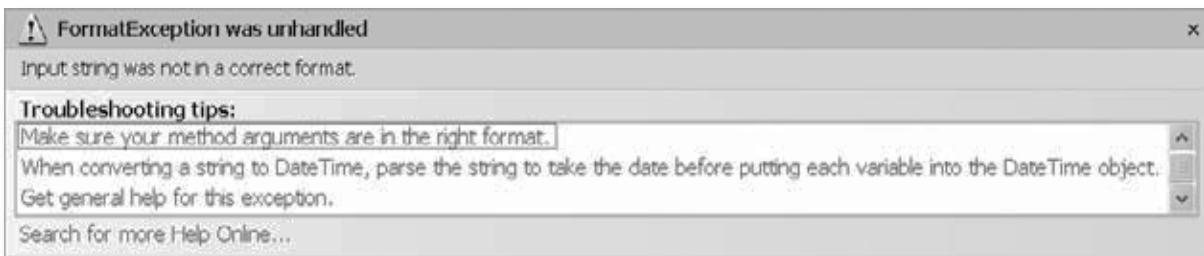 FormatException was unhandled
Input string was not in a correct format.
Troubleshooting tips:
Make sure your method arguments are in the right format.
When converting a string to DateTime, parse the string to take the date before putting each variable into the DateTime object.
Get general help for this exception.
Search for more Help Online...